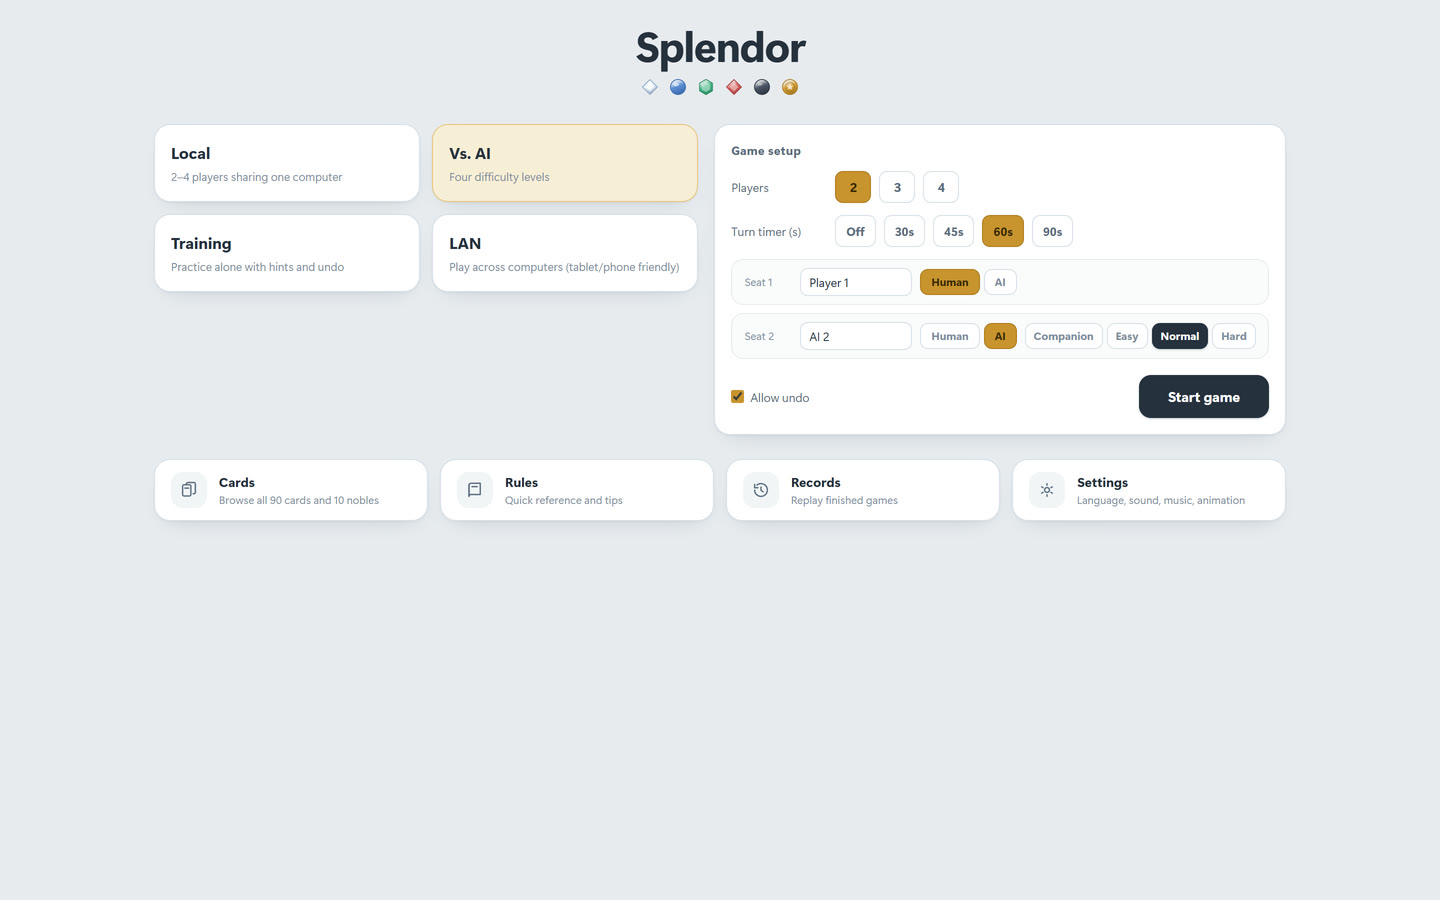 Splendor
Local
2–4 players sharing one computer
Vs. AI
Four difficulty levels
Training
Practice alone with hints and undo
LAN
Play across computers (tablet/phone friendly)
Game setup
Players 2 3 4
Turn timer (s) Off 30s 45s 60s 90s
Seat 1 Player 1 Human AI
Seat 2 AI 2 Human AI Companion Easy Normal Hard
Allow undo Start game
Cards
Browse all 90 cards and 10 nobles
Rules
Quick reference and tips
Records
Replay finished games
Settings
Language, sound, music, animation